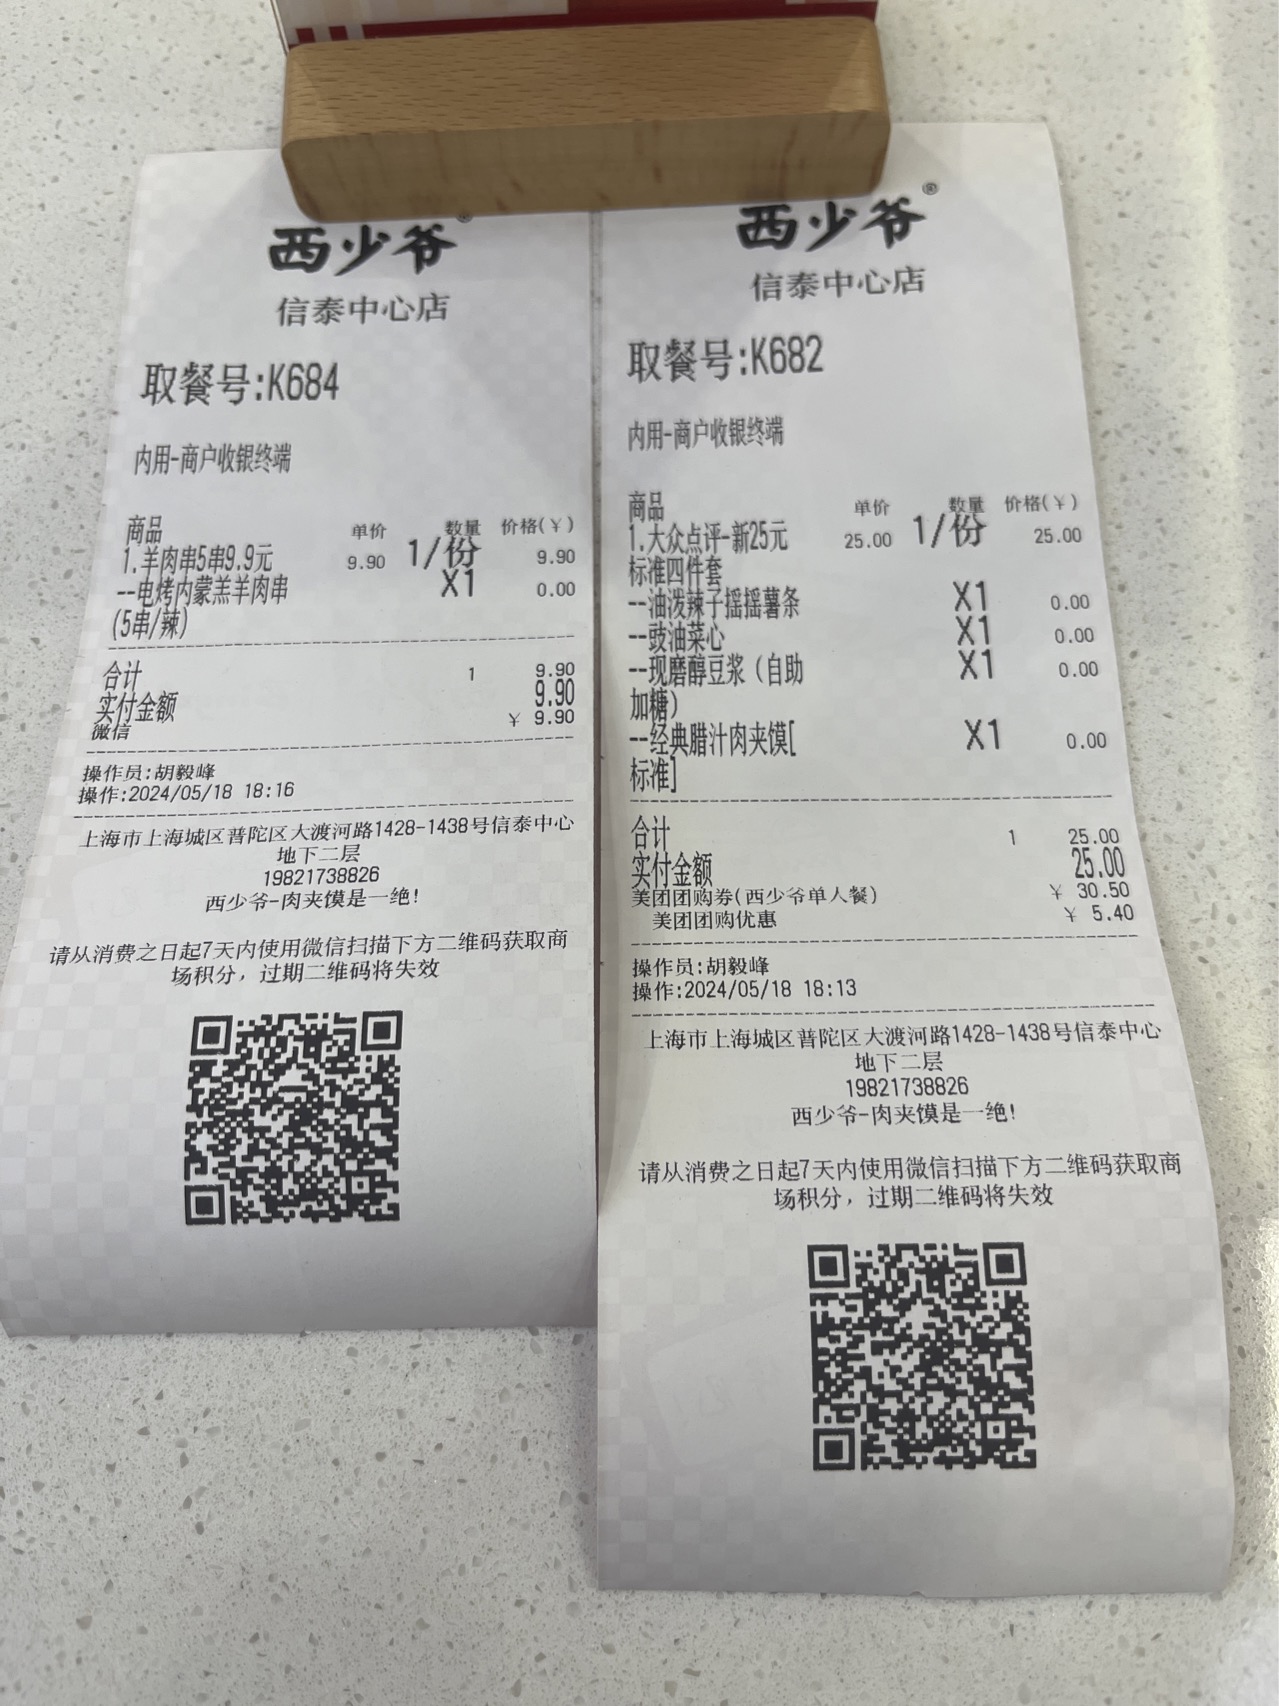 西少爷®
信泰中心店
取餐号:K684
内用-商户收银终端
商品 单价 数量 价格(¥)
1.羊肉串5串9.9元 9.90 1/份 9.90
--电烤内蒙羔羊肉串 X1 0.00
(5串/辣)
合计 1 9.90
实付金额 9.90
微信 ¥ 9.90
操作员:胡毅峰
操作:2024/05/18 18:16
上海市上海城区普陀区大渡河路1428-1438号信泰中心
地下二层
19821738826
西少爷-肉夹馍是一绝!
请从消费之日起7天内使用微信扫描下方二维码获取商
场积分，过期二维码将失效
西少爷®
信泰中心店
取餐号:K682
内用-商户收银终端
商品 单价 数量 价格(¥)
1.大众点评-新25元 25.00 1/份 25.00
标准四件套
--油泼辣子摇摇薯条 X1 0.00
--豉油菜心 X1 0.00
--现磨醇豆浆（自助 X1 0.00
加糖）
--经典腊汁肉夹馍[ X1 0.00
标准]
合计 1 25.00
实付金额 25.00
美团团购券(西少爷单人餐) ¥ 30.50
美团团购优惠 ¥ 5.40
操作员:胡毅峰
操作:2024/05/18 18:13
上海市上海城区普陀区大渡河路1428-1438号信泰中心
地下二层
19821738826
西少爷-肉夹馍是一绝!
请从消费之日起7天内使用微信扫描下方二维码获取商
场积分，过期二维码将失效